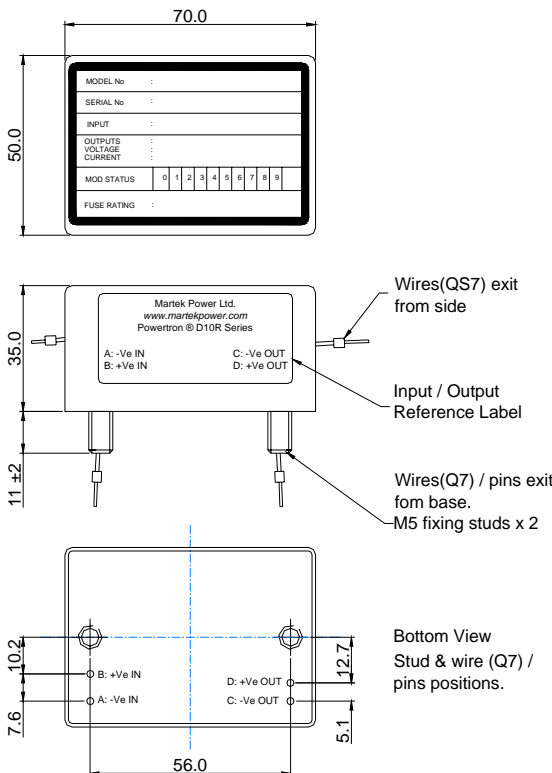 70.0
50.0
MODEL No :
SERIAL No :
INPUT :
OUTPUTS :
VOLTAGE :
CURRENT :
MOD STATUS 0 1 2 3 4 5 6 7 8 9
FUSE RATING :
35.0
11 ±2
Martek Power Ltd.
www.martekpower.com
Powertron ® D10R Series
A: -Ve IN C: -Ve OUT
B: +Ve IN D: +Ve OUT
Wires(QS7) exit
from side
Input / Output
Reference Label
Wires(Q7) / pins exit
fom base.
M5 fixing studs x 2
10.2
7.6
B: +Ve IN
A: -Ve IN
D: +Ve OUT
C: -Ve OUT
12.7
5.1
56.0
Bottom View
Stud & wire (Q7) /
pins positions.